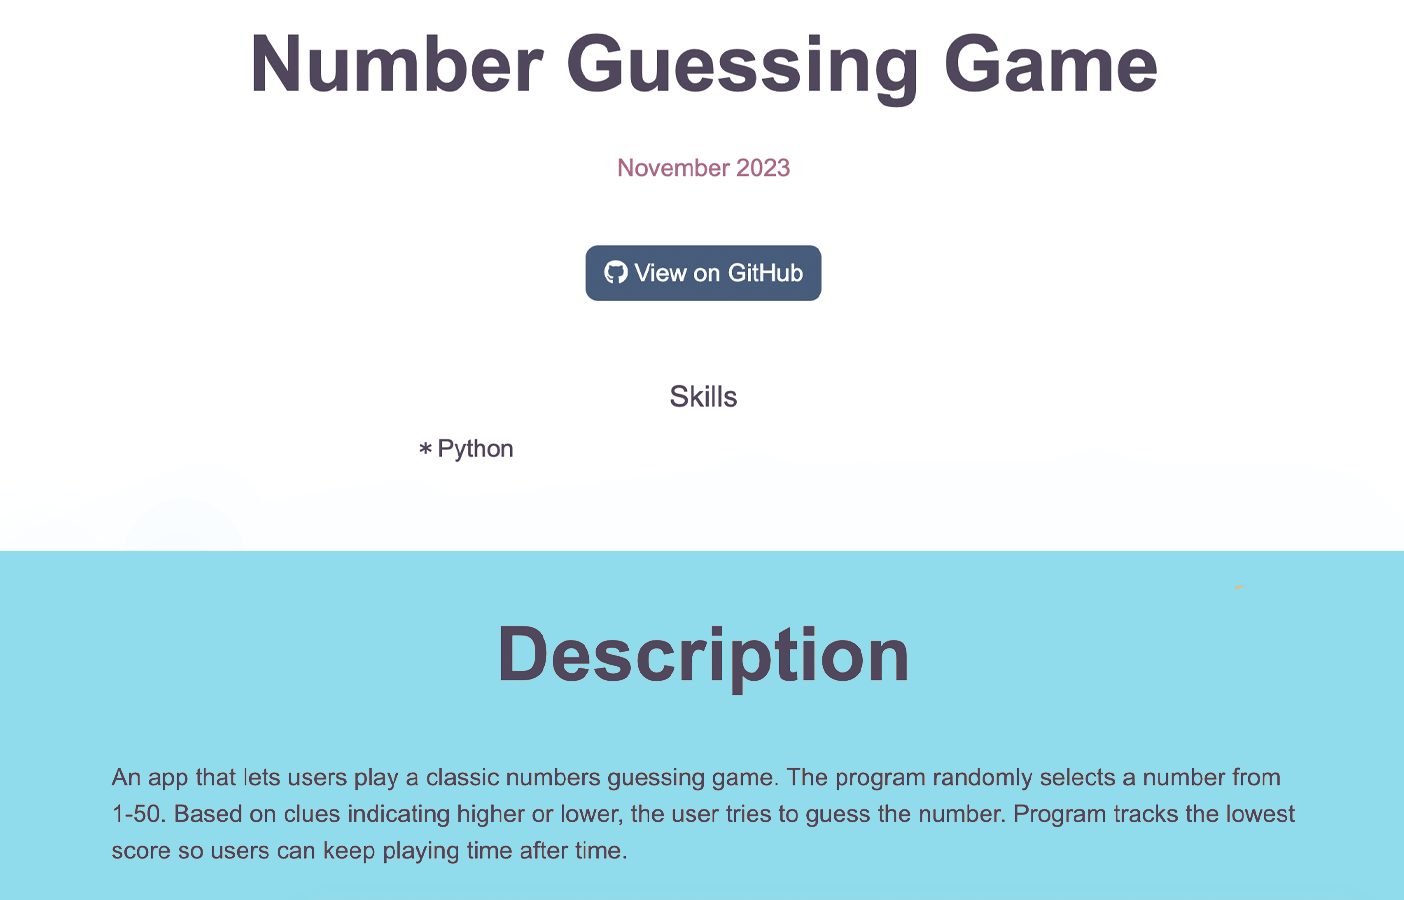 Number Guessing Game
November 2023
View on GitHub
Skills
* Python
Description
An app that lets users play a classic numbers guessing game. The program randomly selects a number from
1-50. Based on clues indicating higher or lower, the user tries to guess the number. Program tracks the lowest
score so users can keep playing time after time.